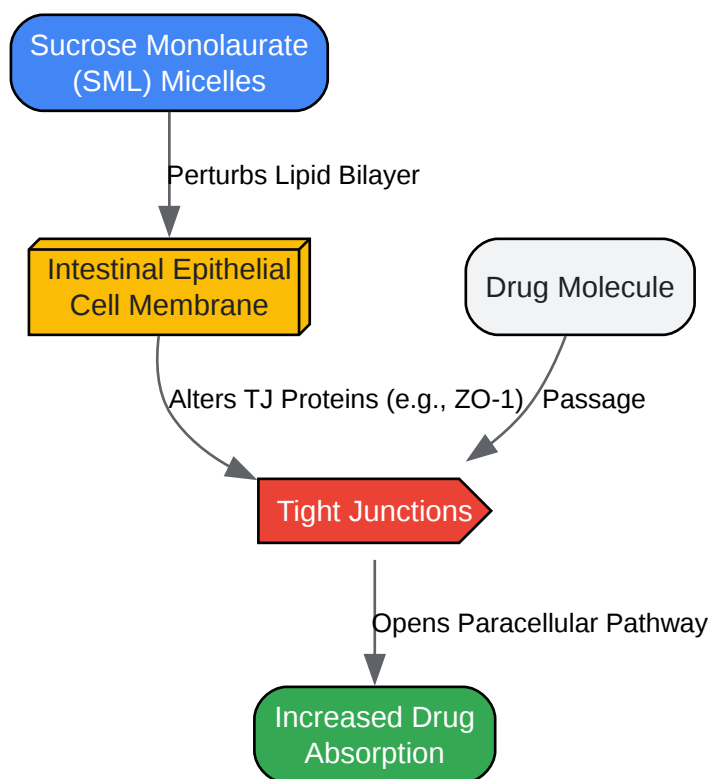 Sucrose Monolaurate
(SML) Micelles
Perturbs Lipid Bilayer
Intestinal Epithelial
Cell Membrane
Drug Molecule
Alters TJ Proteins (e.g., ZO-1)
Passage
Tight Junctions
Opens Paracellular Pathway
Increased Drug
Absorption